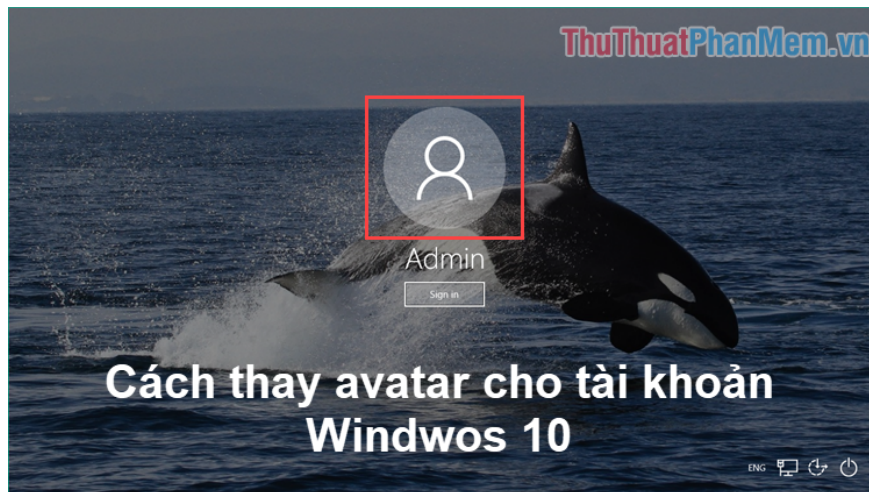 ThuThuatPhanMem.vn
Admin
Sign in
Cách thay avatar cho tài khoản
Windwos 10
ENG